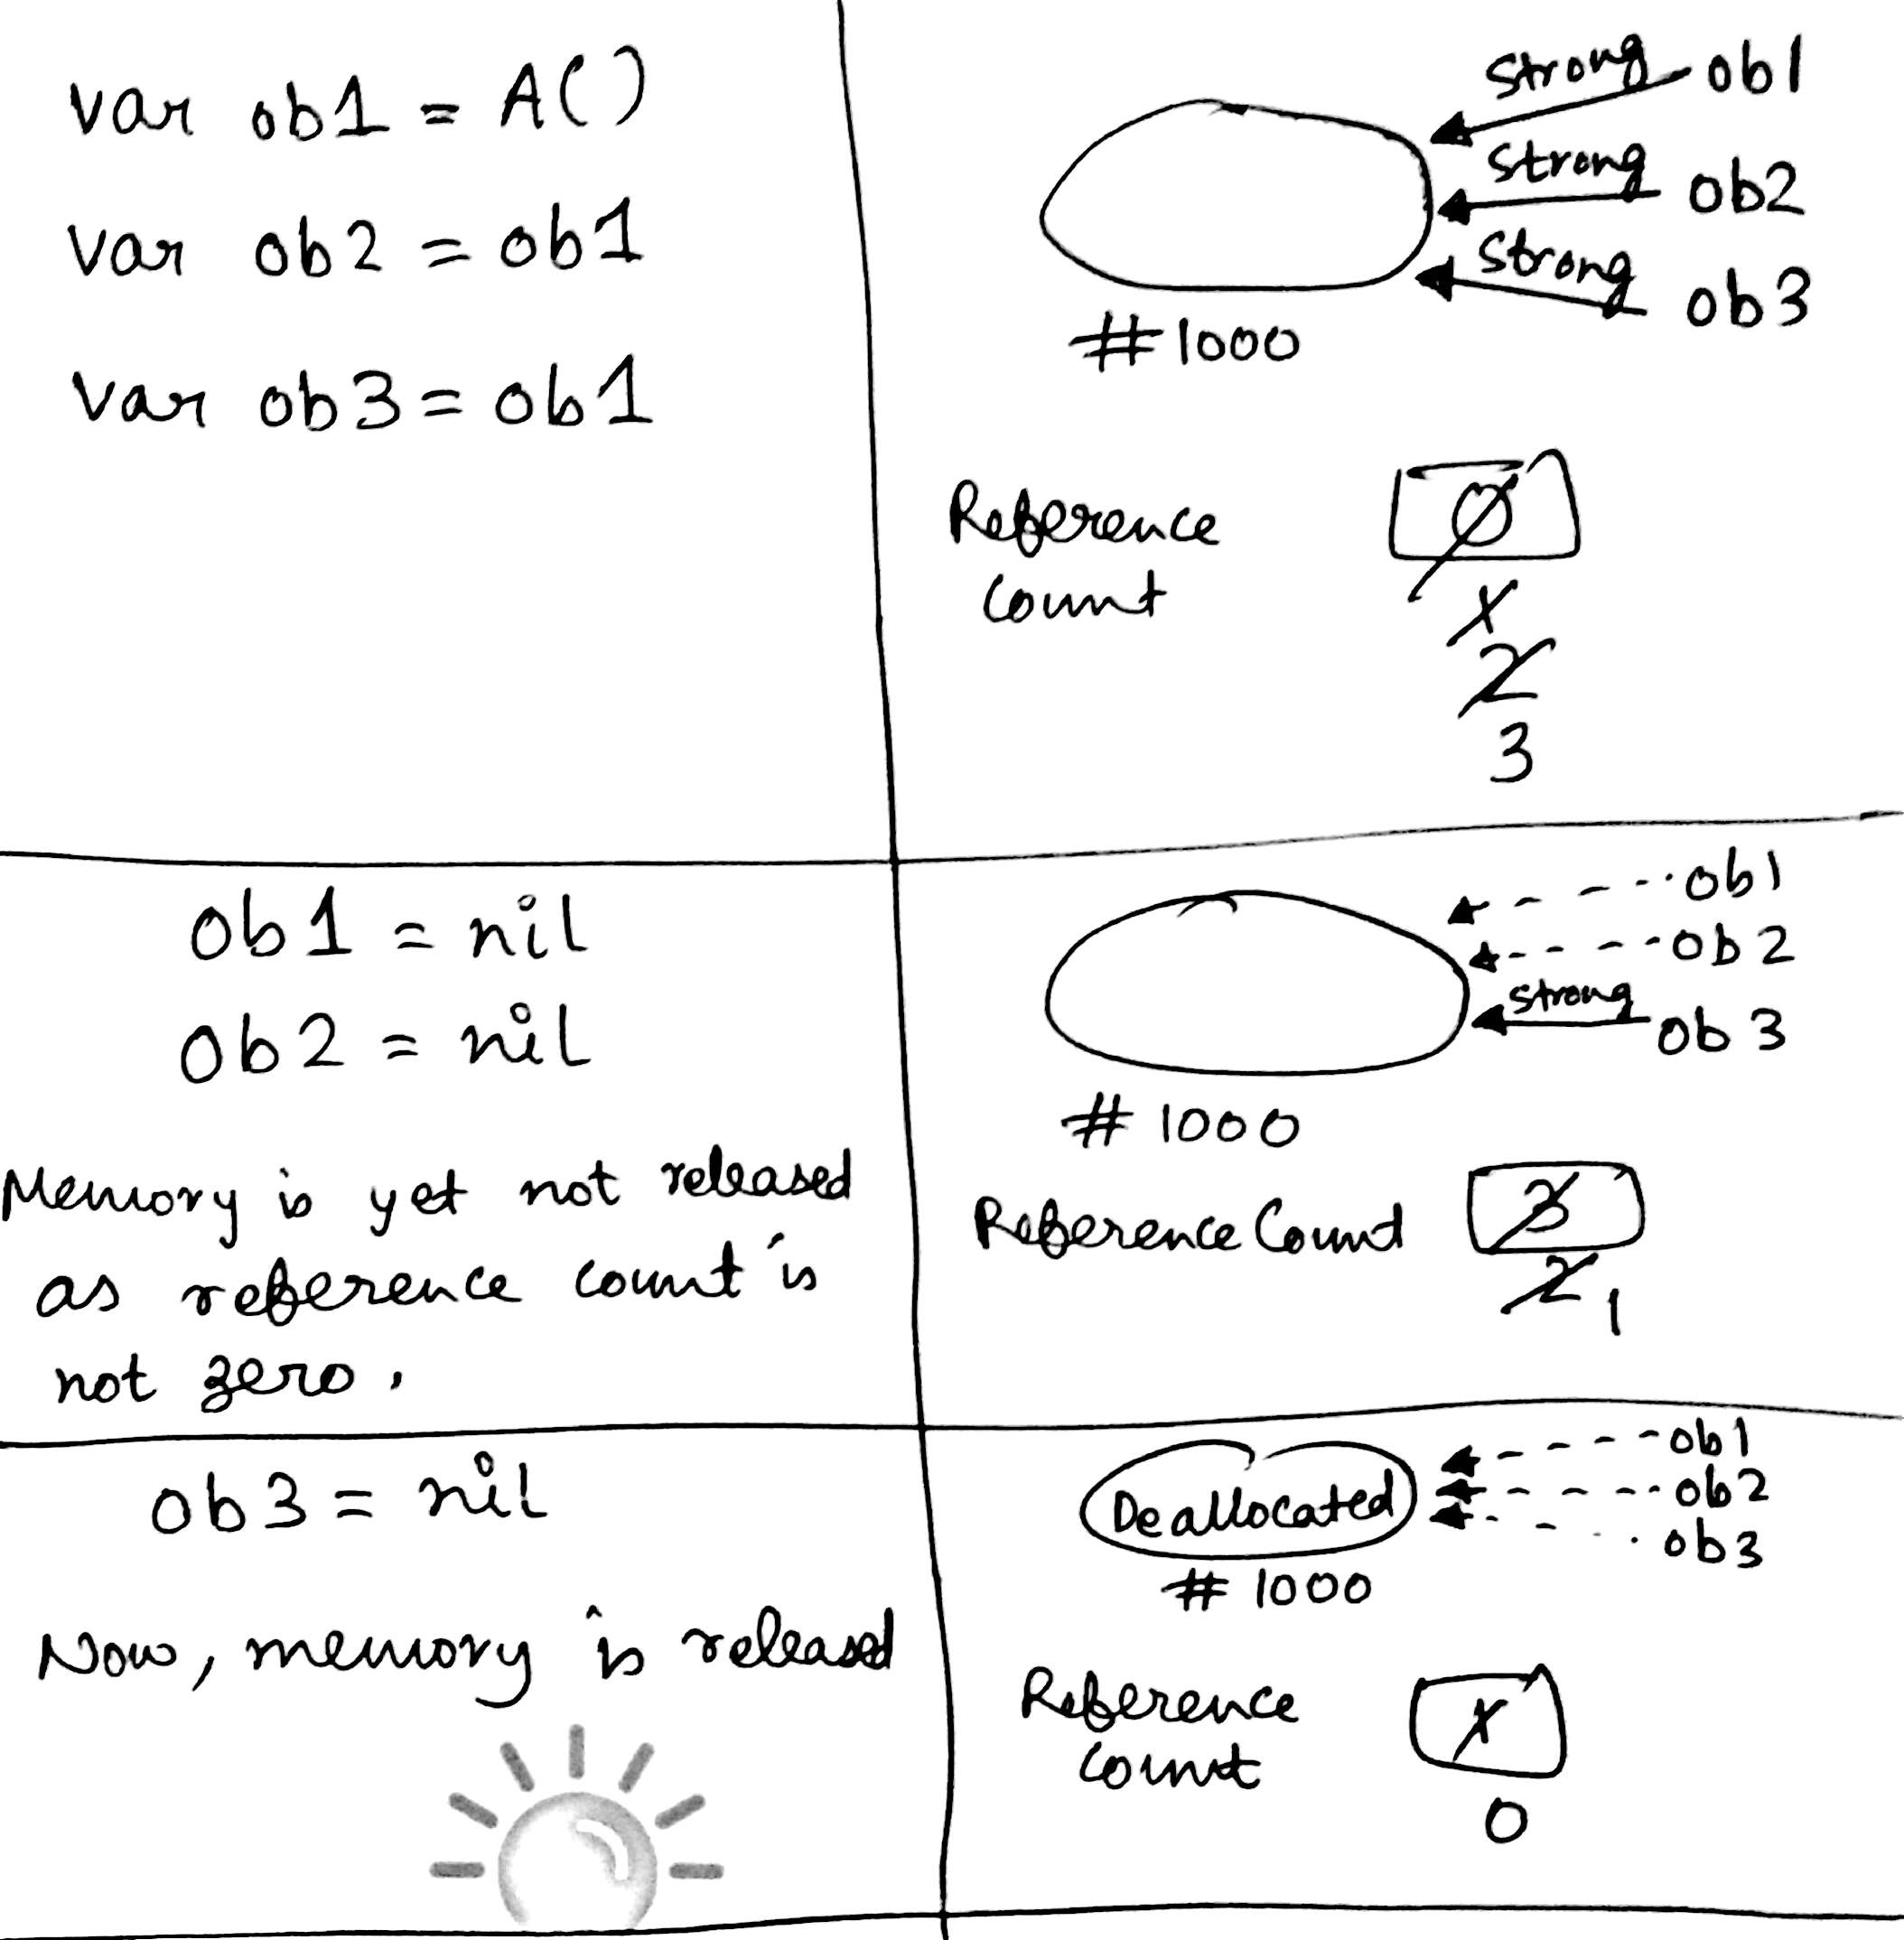 var ob1 = A()
var ob2 = ob1
var ob3 = ob1
strong ob1
strong ob2
strong ob3
#1000
Reference
Count
0
1
2
3
ob1 = nil
ob2 = nil
Memory is yet not released
as reference count is
not zero.
ob1
ob2
strong ob3
# 1000
Reference Count 3
2 1
ob3 = nil
Now, memory is released
Deallocated
ob1
ob2
ob3
# 1000
Reference
Count
1
0